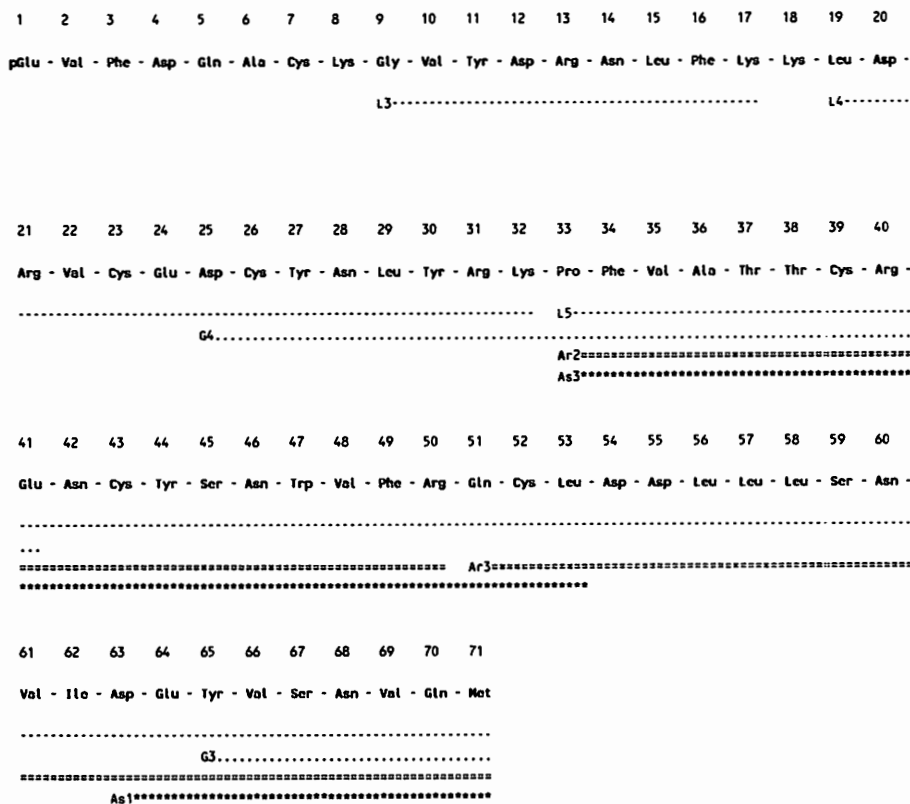 1 2 3 4 5 6 7 8 9 10 11 12 13 14 15 16 17 18 19 20
pGlu - Val - Phe - Asp - Gln - Ala - Cys - Lys - Gly - Val - Tyr - Asp - Arg - Asn - Leu - Phe - Lys - Lys - Leu - Asp -
L3---------------------------------------- L4-------
21 22 23 24 25 26 27 28 29 30 31 32 33 34 35 36 37 38 39 40
Arg - Val - Cys - Glu - Asp - Cys - Tyr - Asn - Leu - Tyr - Arg - Lys - Pro - Phe - Val - Ala - Thr - Thr - Cys - Arg -
-------------------------------------------------------- L5------------------------------------
G4...........................................................................
Ar2===================================
As3***********************************
41 42 43 44 45 46 47 48 49 50 51 52 53 54 55 56 57 58 59 60
Glu - Asn - Cys - Tyr - Ser - Asn - Trp - Val - Phe - Arg - Gln - Cys - Leu - Asp - Asp - Leu - Leu - Leu - Ser - Asn -
-----------------------------------------------------------------------------------------------
...
============================================== Ar3=============================================
*************************************************************
61 62 63 64 65 66 67 68 69 70 71
Val - Ile - Asp - Glu - Tyr - Val - Ser - Asn - Val - Gln - Met
---------------------------------------------------
G3.............................
===================================================
As1**************************************